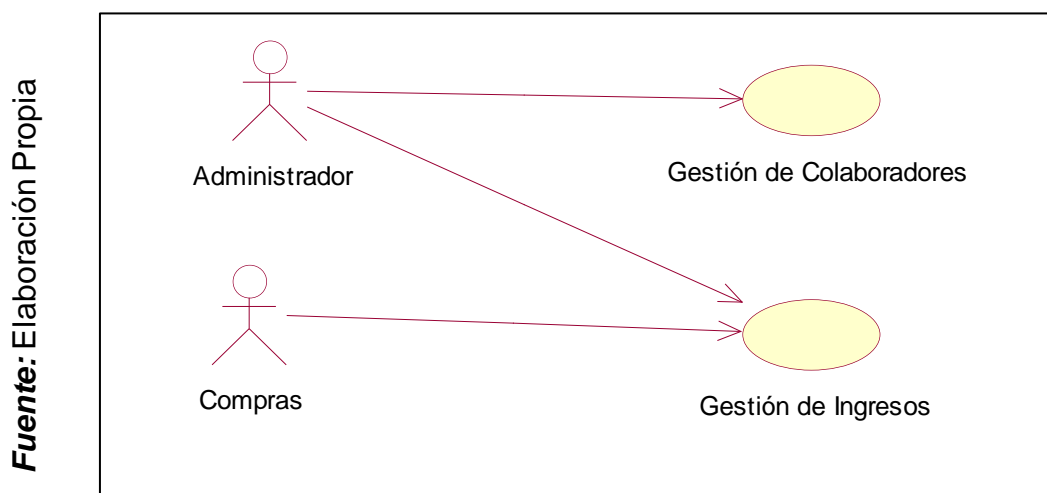 Fuente: Elaboración Propia
Administrador
Gestión de Colaboradores
Compras
Gestión de Ingresos